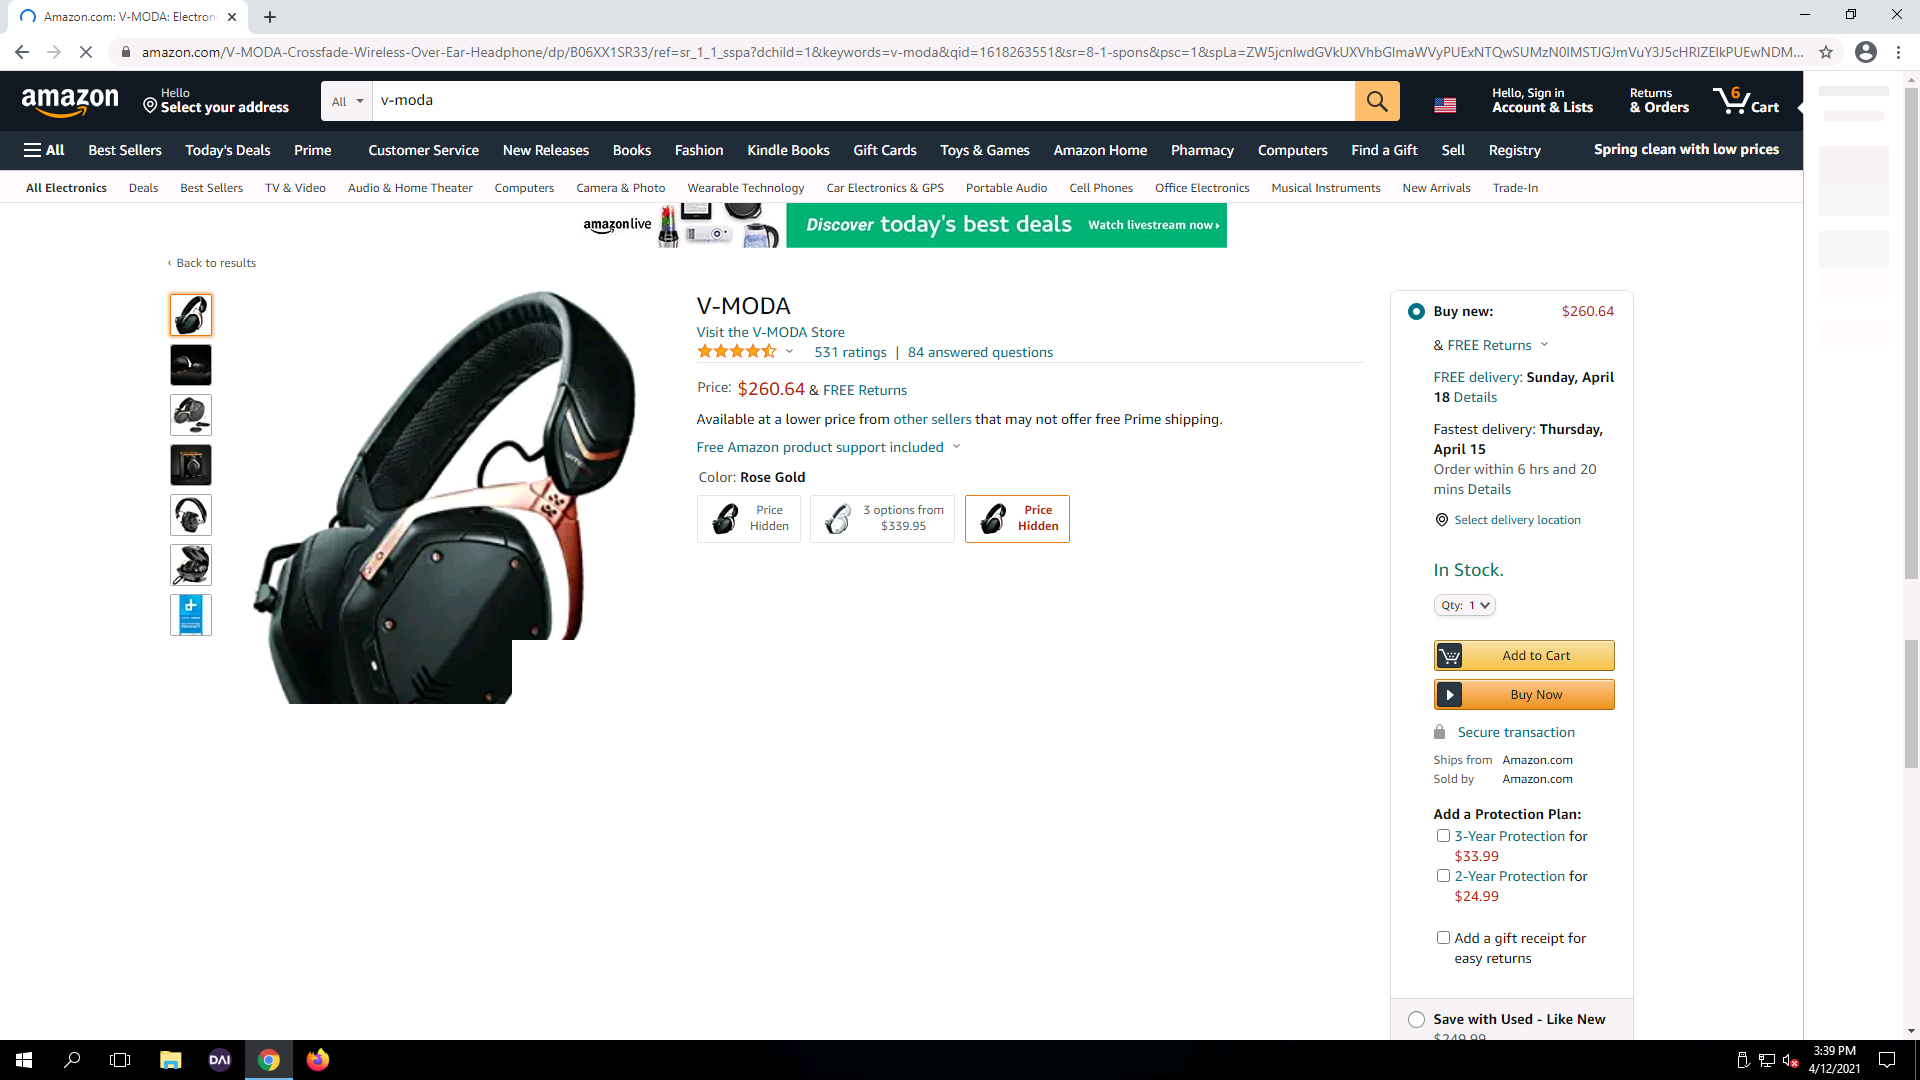 Amazon.com: V-MODA: Electron
amazon.com/V-MODA-Crossfade-Wireless-Over-Ear-Headphone/dp/B06XX1SR33/ref=sr_1_1_sspa?dchild=1&keywords=v-moda&qid=1618263551&sr=8-1-spons&psc=1&spLa=ZW5jcnlwdGVkUXVhbGlmaWVyPUExNTQwSUMzN0lMSTJGJmVuY3J5cHRlZElkPUEwNDM...
amazon
Hello
Select your address
All
v-moda
Hello, Sign in
Account & Lists
Returns
& Orders
6
Cart
All
Best Sellers
Today's Deals
Prime
Customer Service
New Releases
Books
Fashion
Kindle Books
Gift Cards
Toys & Games
Amazon Home
Pharmacy
Computers
Find a Gift
Sell
Registry
Spring clean with low prices
All Electronics
Deals
Best Sellers
TV & Video
Audio & Home Theater
Computers
Camera & Photo
Wearable Technology
Car Electronics & GPS
Portable Audio
Cell Phones
Office Electronics
Musical Instruments
New Arrivals
Trade-In
amazonlive
Discover today's best deals
Watch livestream now
‹ Back to results
V-MODA
Visit the V-MODA Store
531 ratings | 84 answered questions
Price: $260.64 & FREE Returns
Available at a lower price from other sellers that may not offer free Prime shipping.
Free Amazon product support included
Color: Rose Gold
Price
Hidden
3 options from
$339.95
Price
Hidden
Buy new: $260.64
& FREE Returns
FREE delivery: Sunday, April
18 Details
Fastest delivery: Thursday,
April 15
Order within 6 hrs and 20
mins Details
Select delivery location
In Stock.
Qty: 1
Add to Cart
Buy Now
Secure transaction
Ships from Amazon.com
Sold by Amazon.com
Add a Protection Plan:
3-Year Protection for
$33.99
2-Year Protection for
$24.99
Add a gift receipt for
easy returns
Save with Used - Like New
$249.99
DAI
3:39 PM
4/12/2021